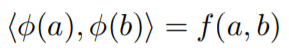 ⟨ϕ(a), ϕ(b)⟩ = f(a, b)